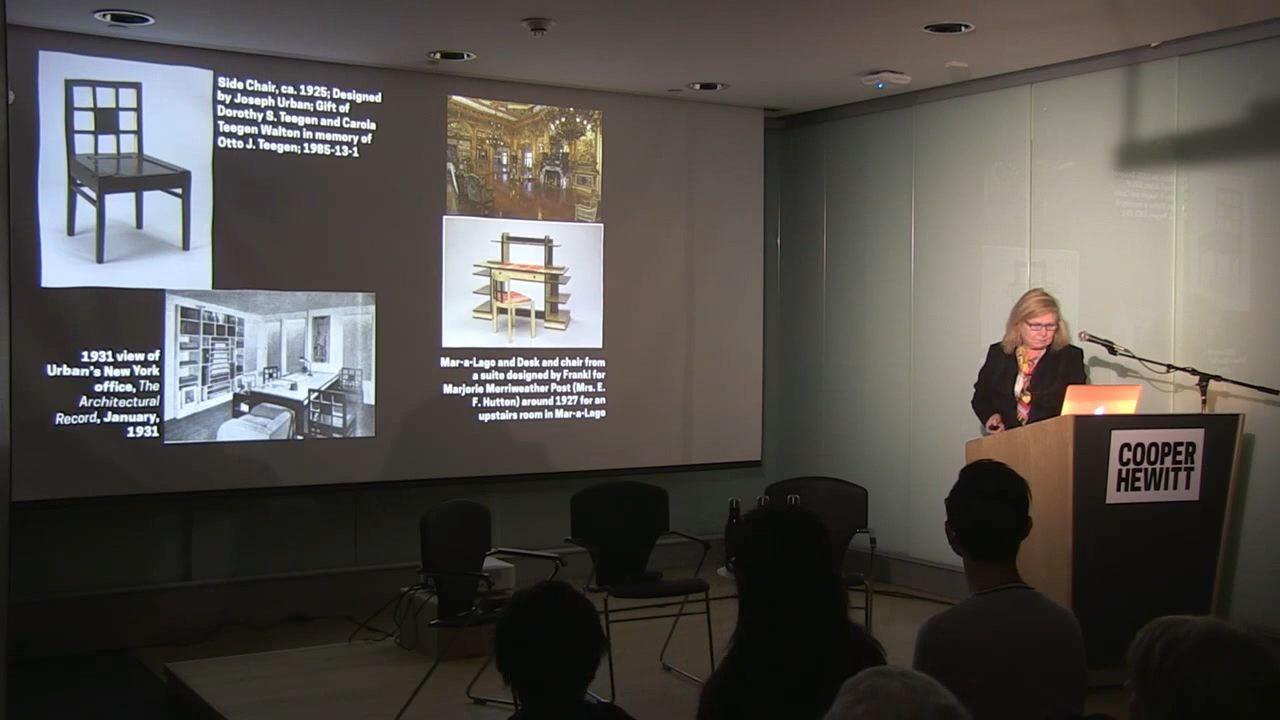 Side Chair, ca. 1925; Designed
by Joseph Urban; Gift of
Dorothy S. Teegen and Carola
Teegen Walton in memory of
Otto J. Teegen; 1985-13-1
1931 view of
Urban's New York
office, The
Architectural
Record, January,
1931
Mar-a-Lago and Desk and chair from
a suite designed by Frankl for
Marjorie Merriweather Post (Mrs. E.
F. Hutton) around 1927 for an
upstairs room in Mar-a-Lago
COOPER
HEWITT